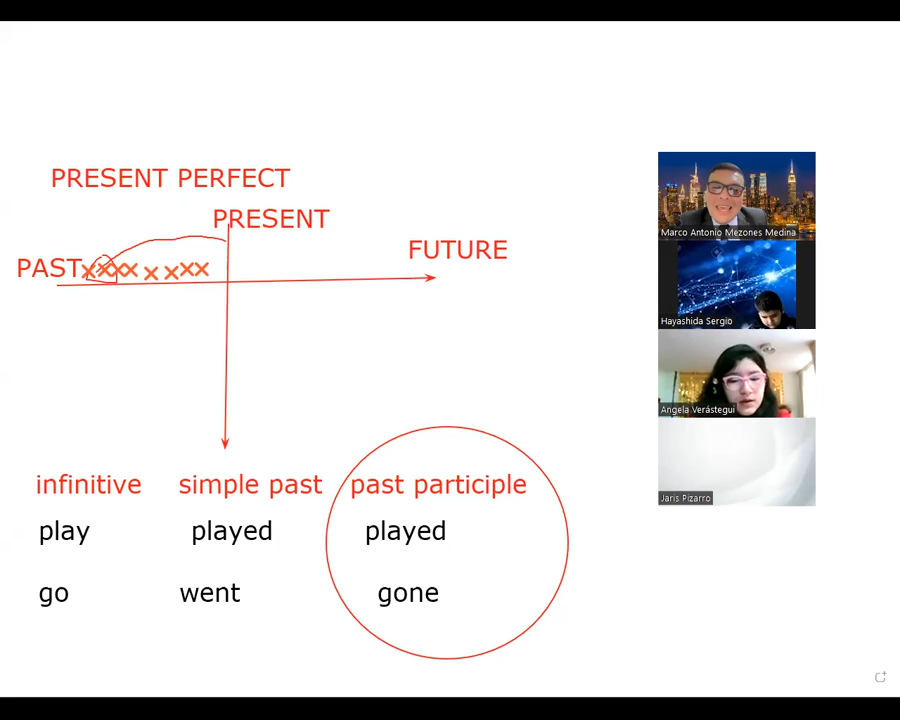 PRESENT PERFECT
PRESENT
FUTURE
PAST
infinitive simple past past participle
play played played
go went gone
Marco Antonio Mezones Medina
Hayashida Sergio
Angela Verástegui
Jaris Pizarro